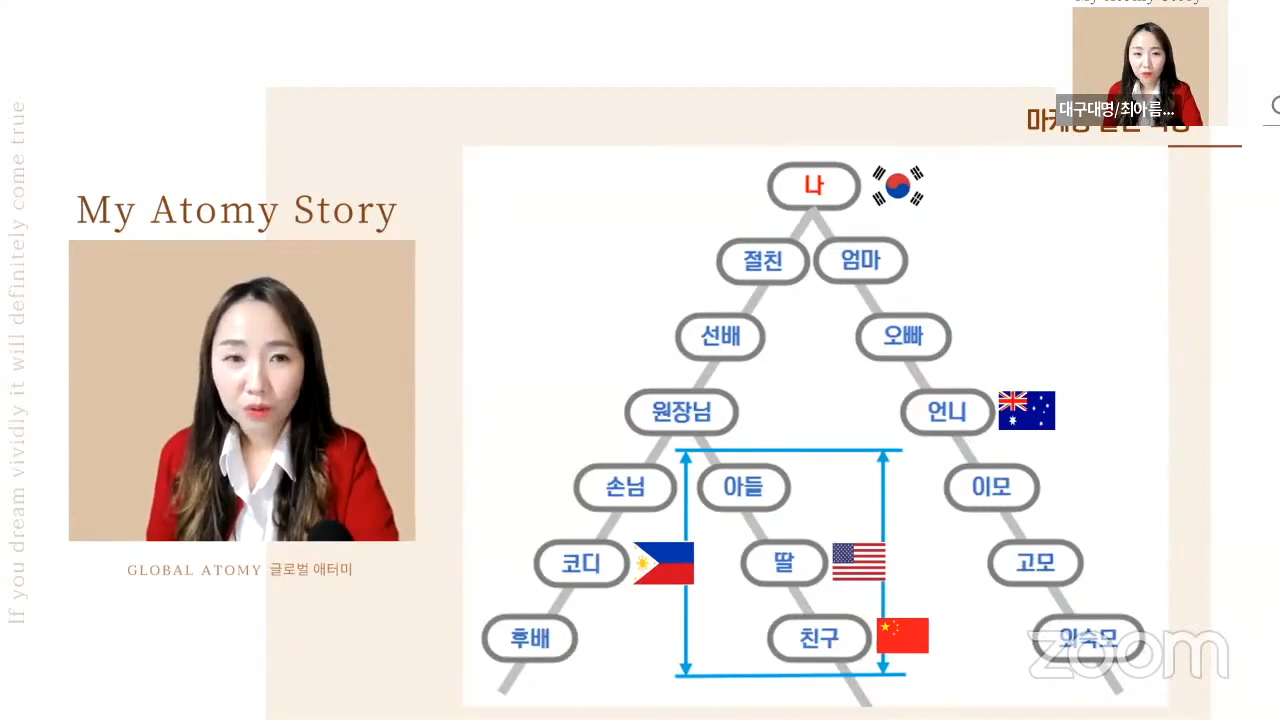 If you dream vividly it will definitely come true
대구대명/최아름...
My Atomy Story
GLOBAL ATOMY 글로벌 애터미
나
절친 엄마
선배 오빠
원장님 언니
손님 아들 이모
코디 딸 고모
후배 친구 외숙모
zoom